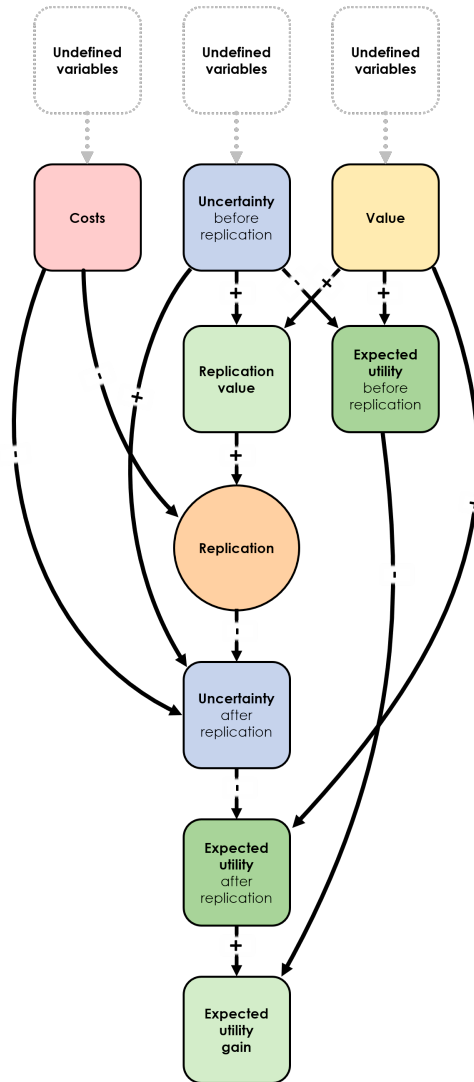 Undefined
variables
Undefined
variables
Undefined
variables
Costs
Uncertainty
before
replication
Value
-
+
+
-
+
+
-
Replication
value
Expected
utility
before
replication
+
+
-
Replication
-
-
Uncertainty
after
replication
-
Expected
utility
after
replication
+
Expected
utility
gain